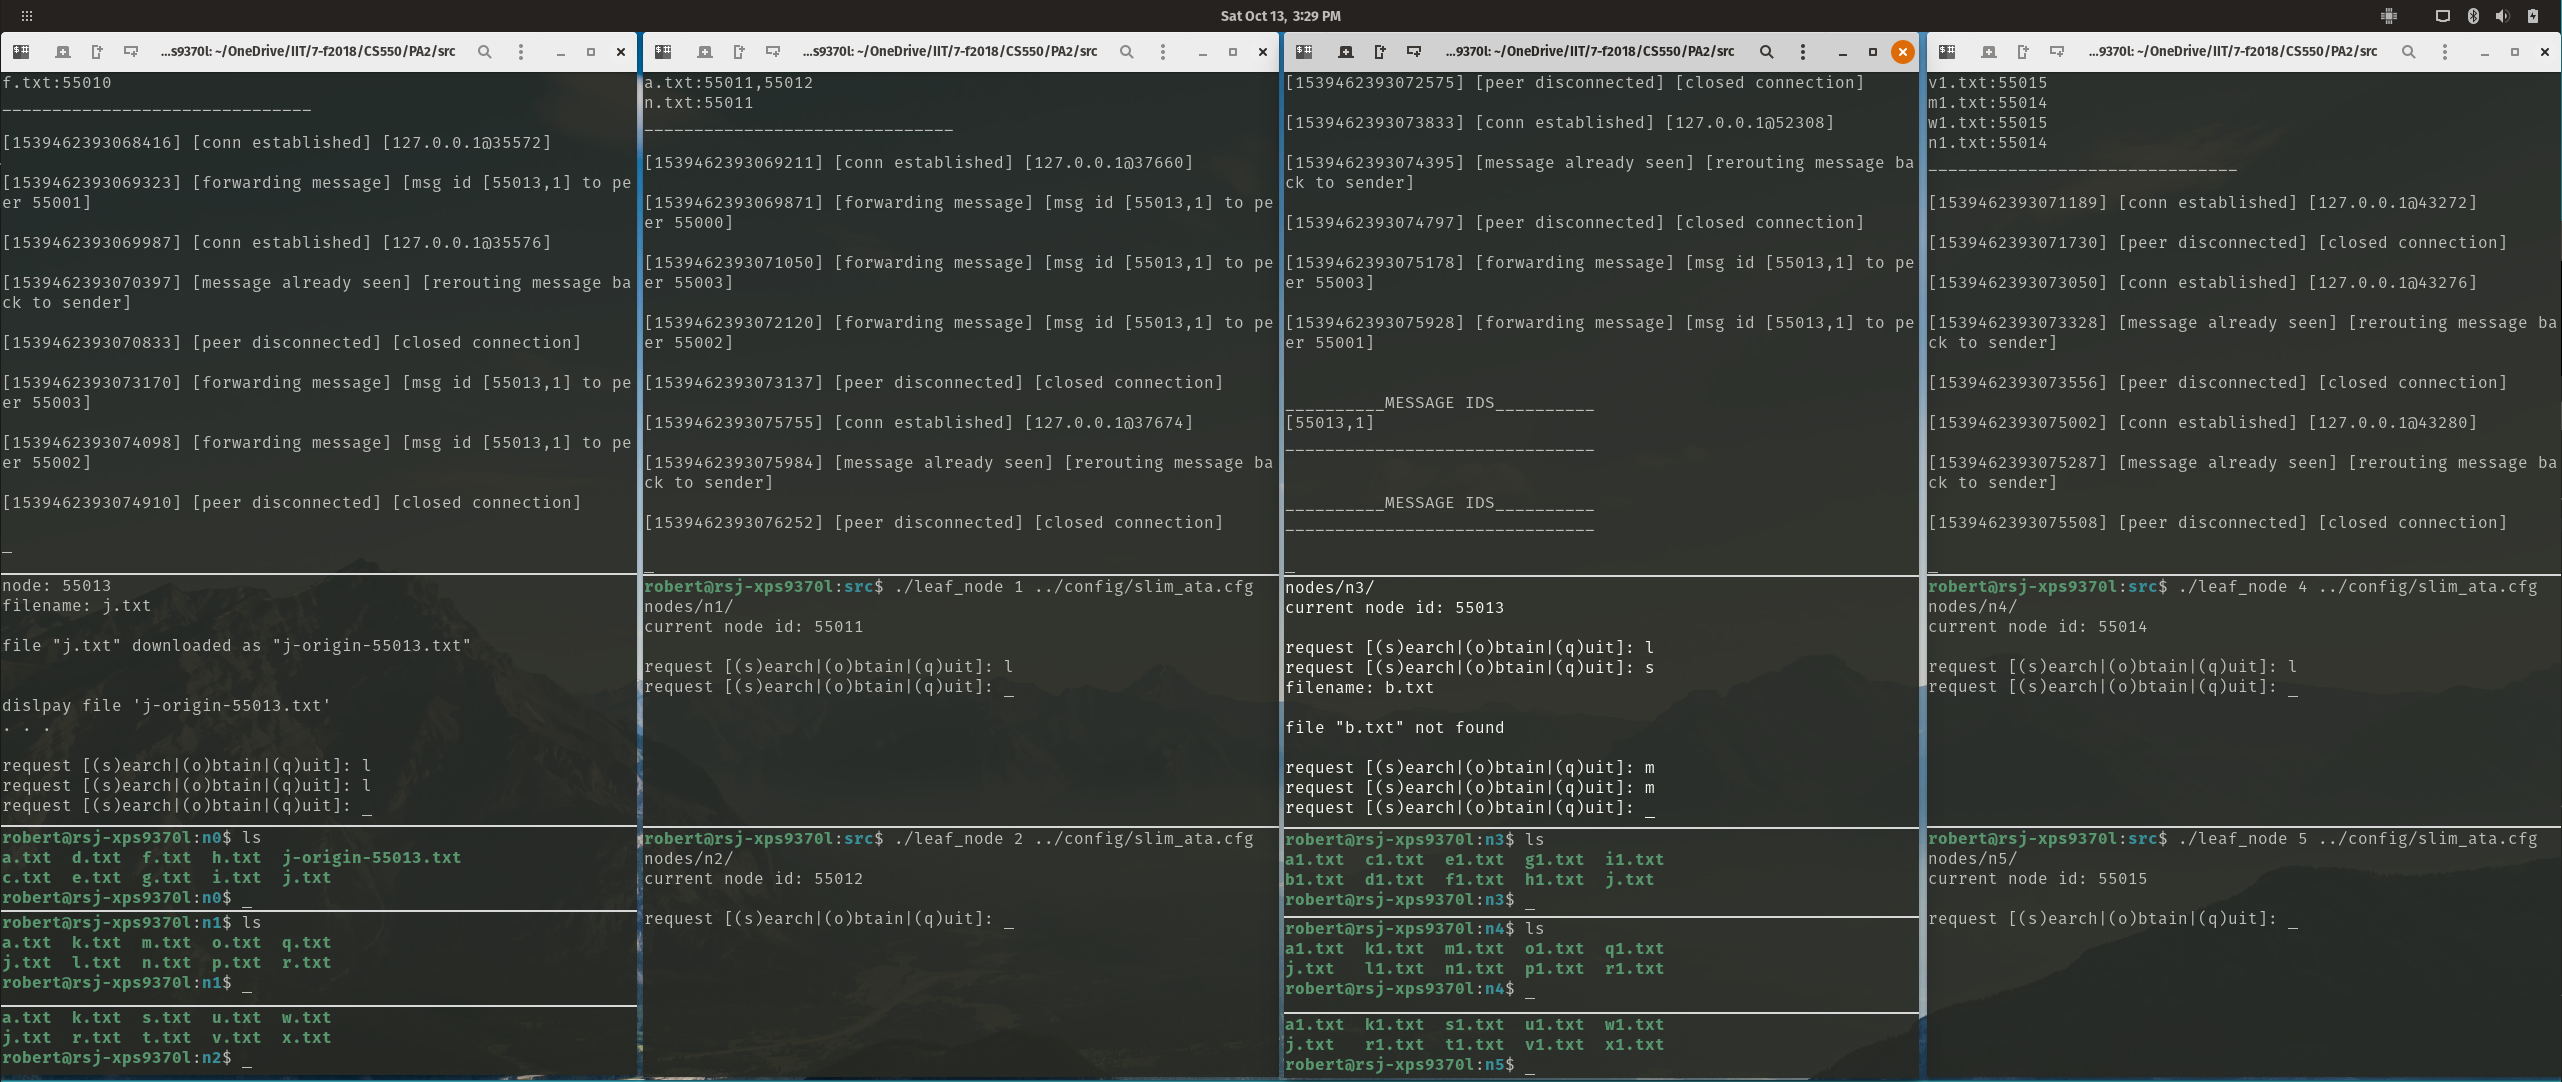 Sat Oct 13, 3:29 PM
...s9370l: ~/OneDrive/IIT/7-f2018/CS550/PA2/src
f.txt:55010
_______________________________
[1539462393068416] [conn established] [127.0.0.1@35572]
[1539462393069323] [forwarding message] [msg id [55013,1] to pe
er 55001]
[1539462393069987] [conn established] [127.0.0.1@35576]
[1539462393070397] [message already seen] [rerouting message ba
ck to sender]
[1539462393070833] [peer disconnected] [closed connection]
[1539462393073170] [forwarding message] [msg id [55013,1] to pe
er 55003]
[1539462393074098] [forwarding message] [msg id [55013,1] to pe
er 55002]
[1539462393074910] [peer disconnected] [closed connection]
_
node: 55013
filename: j.txt
file "j.txt" downloaded as "j-origin-55013.txt"
dislpay file 'j-origin-55013.txt'
. . .
request [(s)earch|(o)btain|(q)uit]: l
request [(s)earch|(o)btain|(q)uit]: l
request [(s)earch|(o)btain|(q)uit]: _
robert@rsj-xps9370l:n0$ ls
a.txt  d.txt  f.txt  h.txt  j-origin-55013.txt
c.txt  e.txt  g.txt  i.txt  j.txt
robert@rsj-xps9370l:n0$ _
robert@rsj-xps9370l:n1$ ls
a.txt  k.txt  m.txt  o.txt  q.txt
j.txt  l.txt  n.txt  p.txt  r.txt
robert@rsj-xps9370l:n1$ _
a.txt  k.txt  s.txt  u.txt  w.txt
j.txt  r.txt  t.txt  v.txt  x.txt
robert@rsj-xps9370l:n2$ _
...s9370l: ~/OneDrive/IIT/7-f2018/CS550/PA2/src
a.txt:55011,55012
n.txt:55011
_______________________________
[1539462393069211] [conn established] [127.0.0.1@37660]
[1539462393069871] [forwarding message] [msg id [55013,1] to pe
er 55000]
[1539462393071050] [forwarding message] [msg id [55013,1] to pe
er 55003]
[1539462393072120] [forwarding message] [msg id [55013,1] to pe
er 55002]
[1539462393073137] [peer disconnected] [closed connection]
[1539462393075755] [conn established] [127.0.0.1@37674]
[1539462393075984] [message already seen] [rerouting message ba
ck to sender]
[1539462393076252] [peer disconnected] [closed connection]
_
robert@rsj-xps9370l:src$ ./leaf_node 1 ../config/slim_ata.cfg
nodes/n1/
current node id: 55011
request [(s)earch|(o)btain|(q)uit]: l
request [(s)earch|(o)btain|(q)uit]: _
robert@rsj-xps9370l:src$ ./leaf_node 2 ../config/slim_ata.cfg
nodes/n2/
current node id: 55012
request [(s)earch|(o)btain|(q)uit]: _
...9370l: ~/OneDrive/IIT/7-f2018/CS550/PA2/src
[1539462393072575] [peer disconnected] [closed connection]
[1539462393073833] [conn established] [127.0.0.1@52308]
[1539462393074395] [message already seen] [rerouting message ba
ck to sender]
[1539462393074797] [peer disconnected] [closed connection]
[1539462393075178] [forwarding message] [msg id [55013,1] to pe
er 55003]
[1539462393075928] [forwarding message] [msg id [55013,1] to pe
er 55001]
__________MESSAGE IDS__________
[55013,1]
_______________________________
__________MESSAGE IDS__________
_______________________________
_
nodes/n3/
current node id: 55013
request [(s)earch|(o)btain|(q)uit]: l
request [(s)earch|(o)btain|(q)uit]: s
filename: b.txt
file "b.txt" not found
request [(s)earch|(o)btain|(q)uit]: m
request [(s)earch|(o)btain|(q)uit]: m
request [(s)earch|(o)btain|(q)uit]: _
robert@rsj-xps9370l:n3$ ls
a1.txt  c1.txt  e1.txt  g1.txt  i1.txt
b1.txt  d1.txt  f1.txt  h1.txt  j.txt
robert@rsj-xps9370l:n3$ _
robert@rsj-xps9370l:n4$ ls
a1.txt  k1.txt  m1.txt  o1.txt  q1.txt
j.txt   l1.txt  n1.txt  p1.txt  r1.txt
robert@rsj-xps9370l:n4$ _
a1.txt  k1.txt  s1.txt  u1.txt  w1.txt
j.txt   r1.txt  t1.txt  v1.txt  x1.txt
robert@rsj-xps9370l:n5$ _
...9370l: ~/OneDrive/IIT/7-f2018/CS550/PA2/src
v1.txt:55015
m1.txt:55014
w1.txt:55015
n1.txt:55014
_______________________________
[1539462393071189] [conn established] [127.0.0.1@43272]
[1539462393071730] [peer disconnected] [closed connection]
[1539462393073050] [conn established] [127.0.0.1@43276]
[1539462393073328] [message already seen] [rerouting message ba
ck to sender]
[1539462393073556] [peer disconnected] [closed connection]
[1539462393075002] [conn established] [127.0.0.1@43280]
[1539462393075287] [message already seen] [rerouting message ba
ck to sender]
[1539462393075508] [peer disconnected] [closed connection]
_
robert@rsj-xps9370l:src$ ./leaf_node 4 ../config/slim_ata.cfg
nodes/n4/
current node id: 55014
request [(s)earch|(o)btain|(q)uit]: l
request [(s)earch|(o)btain|(q)uit]: _
robert@rsj-xps9370l:src$ ./leaf_node 5 ../config/slim_ata.cfg
nodes/n5/
current node id: 55015
request [(s)earch|(o)btain|(q)uit]: _